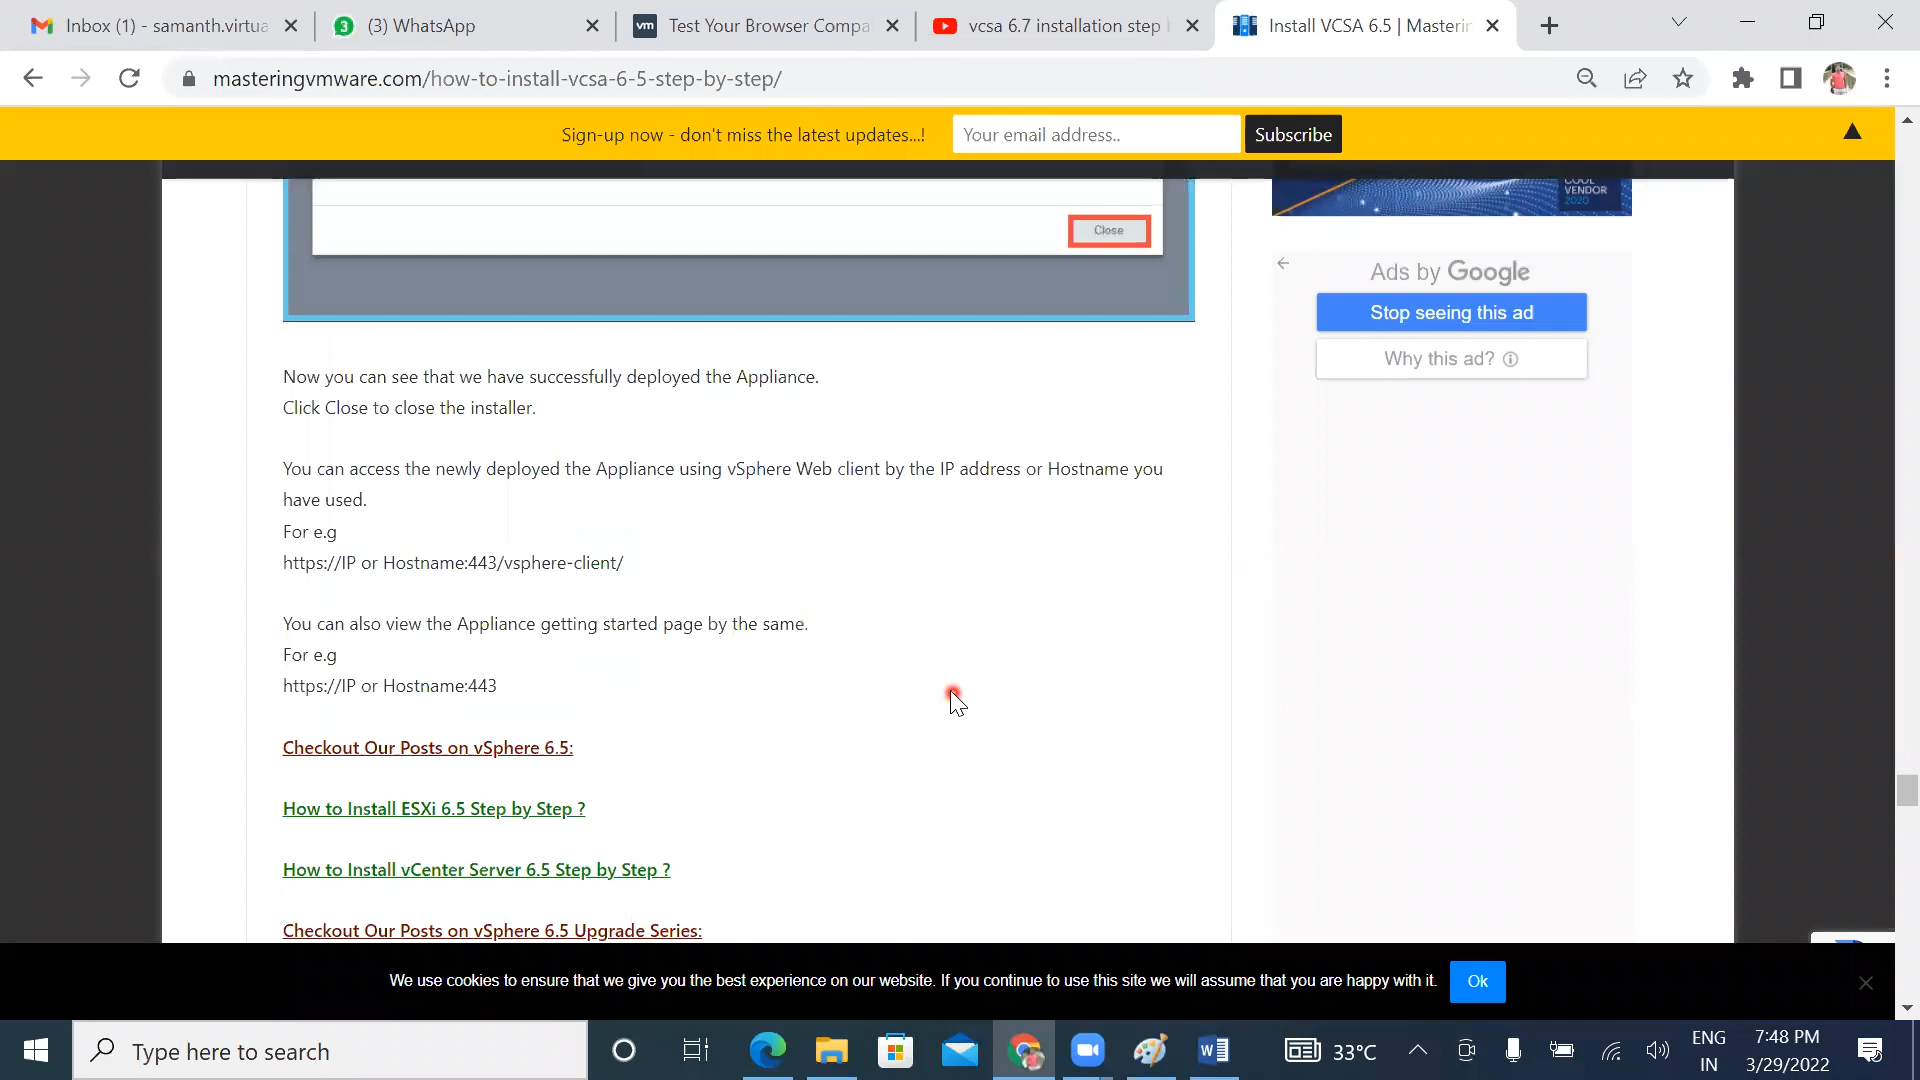 Inbox (1) - samanth.virtua
3
(3) WhatsApp
vm
Test Your Browser Compa
vcsa 6.7 installation step
Install VCSA 6.5 | Masterin
masteringvmware.com/how-to-install-vcsa-6-5-step-by-step/
Sign-up now - don't miss the latest updates...!
Your email address..
Subscribe
COOL
VENDOR
2020
Close
Ads by Google
Stop seeing this ad
Why this ad?
Now you can see that we have successfully deployed the Appliance.
Click Close to close the installer.
You can access the newly deployed the Appliance using vSphere Web client by the IP address or Hostname you
have used.
For e.g
https://IP or Hostname:443/vsphere-client/
You can also view the Appliance getting started page by the same.
For e.g
https://IP or Hostname:443
Checkout Our Posts on vSphere 6.5:
How to Install ESXi 6.5 Step by Step ?
How to Install vCenter Server 6.5 Step by Step ?
Checkout Our Posts on vSphere 6.5 Upgrade Series:
We use cookies to ensure that we give you the best experience on our website. If you continue to use this site we will assume that you are happy with it.
Ok
Type here to search
33°C
ENG
IN
7:48 PM
3/29/2022